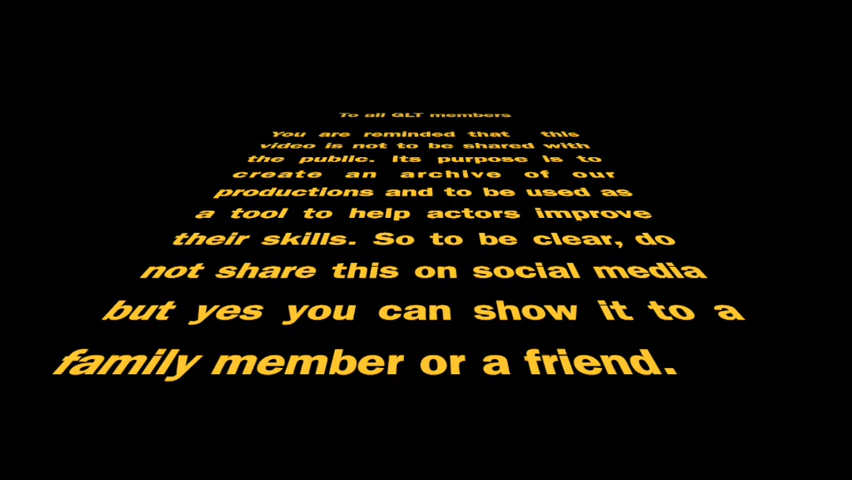 To all GLT members
You are reminded that this
video is not to be shared with
the public. Its purpose is to
create an archive of our
productions and to be used as
a tool to help actors improve
their skills. So to be clear, do
not share this on social media
but yes you can show it to a
family member or a friend.